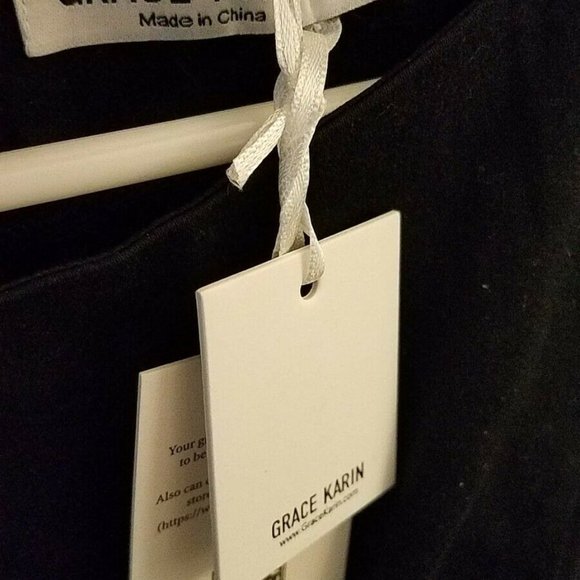 Made in China
Your
to be
Also can
store
(https://w
GRACE KARIN
www.GraceKarin.com